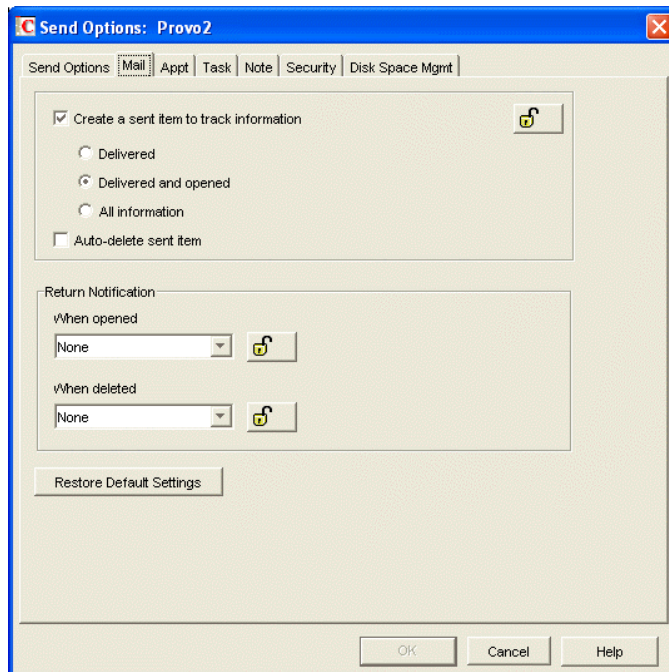 Send Options: Provo2
Send Options Mail Appt Task Note Security Disk Space Mgmt
Create a sent item to track information
Delivered
Delivered and opened
All information
Auto-delete sent item
Return Notification
When opened
None
When deleted
None
Restore Default Settings
OK Cancel Help